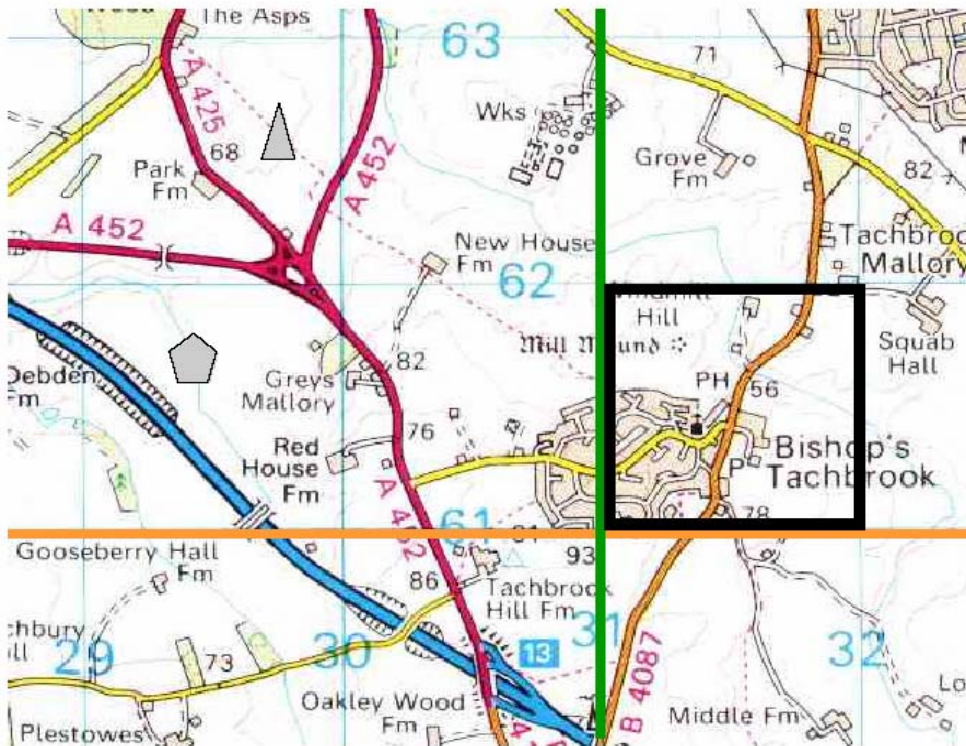 The Asps
63
71
A 425
68
Wks
A 452
Park
Fm
Grove
Fm
82
A 452
New House
Fm
62
Tachbrook
Mallory
Hill
Mill
Squab
Hall
Debden
Fm
82
Greys
Mallory
PH
56
76
Red
House
Fm
Bishop's
Tachbrook
P
78
A 452
61
Gooseberry Hall
Fm
86
93
Tachbrook
Hill Fm
31
29
73
30
13
32
Oakley Wood
Fm
B 4087
Middle Fm
Lo
Plestowes